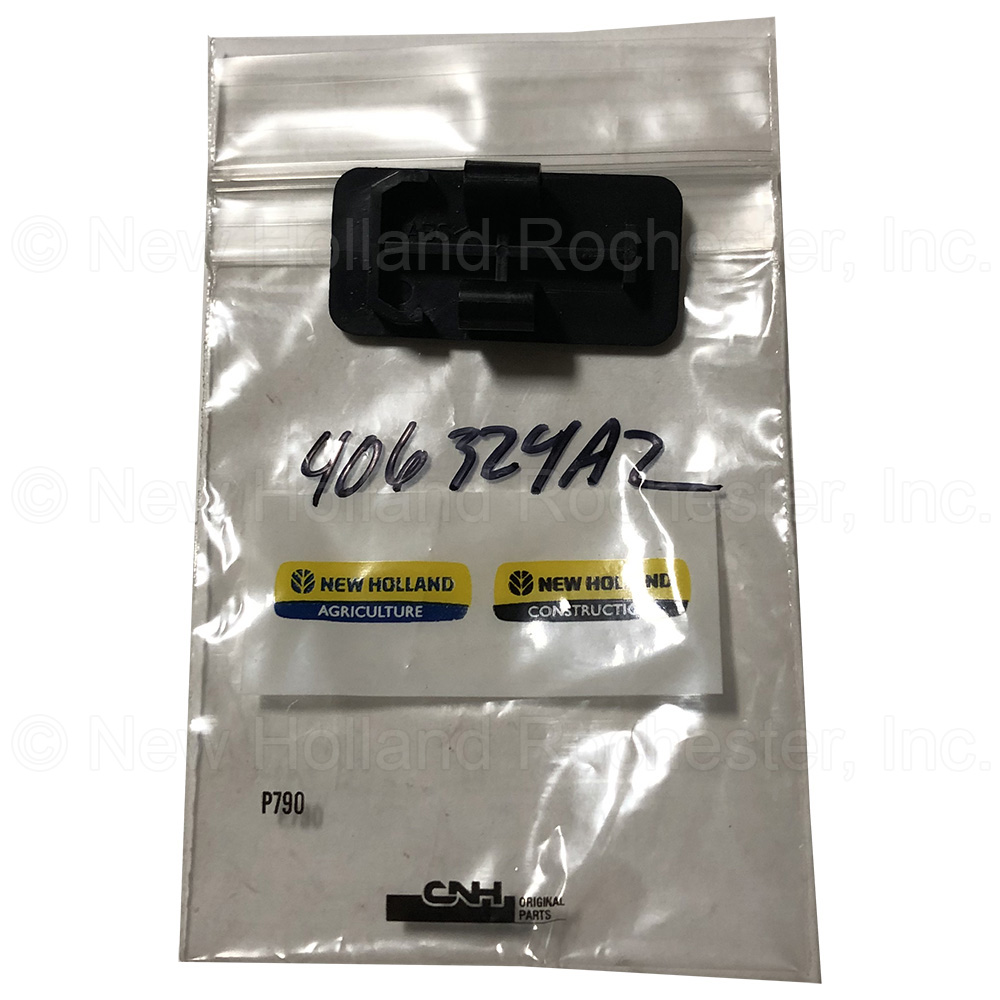 © New Holland Rochester, Inc.
406324A2
© New Holland Rochester, Inc.
NEW HOLLAND
AGRICULTURE
NEW HOLLAND
CONSTRUCTION
© New Holland Rochester, Inc.
P790
CNH
ORIGINAL
PARTS